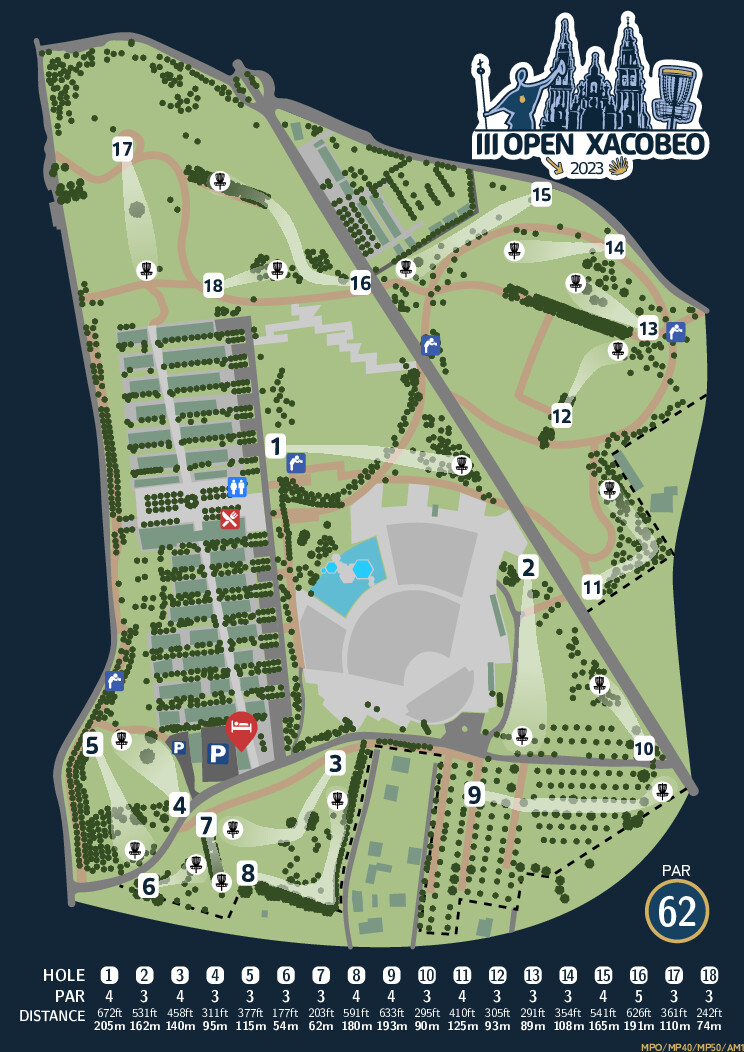 III OPEN XACOBEO
2023
17
15
14
18
16
13
12
1
2
11
5
10
3
9
4
7
8
6
P
P
PAR
62
HOLE 1 2 3 4 5 6 7 8 9 10 11 12 13 14 15 16 17 18
PAR 4 3 4 3 3 3 3 4 4 3 4 3 3 3 4 5 3 3
DISTANCE 672ft 531ft 458ft 311ft 377ft 177ft 203ft 591ft 633ft 295ft 410ft 305ft 291ft 354ft 541ft 626ft 361ft 242ft
205m 162m 140m 95m 115m 54m 62m 180m 193m 90m 125m 93m 89m 108m 165m 191m 110m 74m
MPO/MP40/MP50/AM1